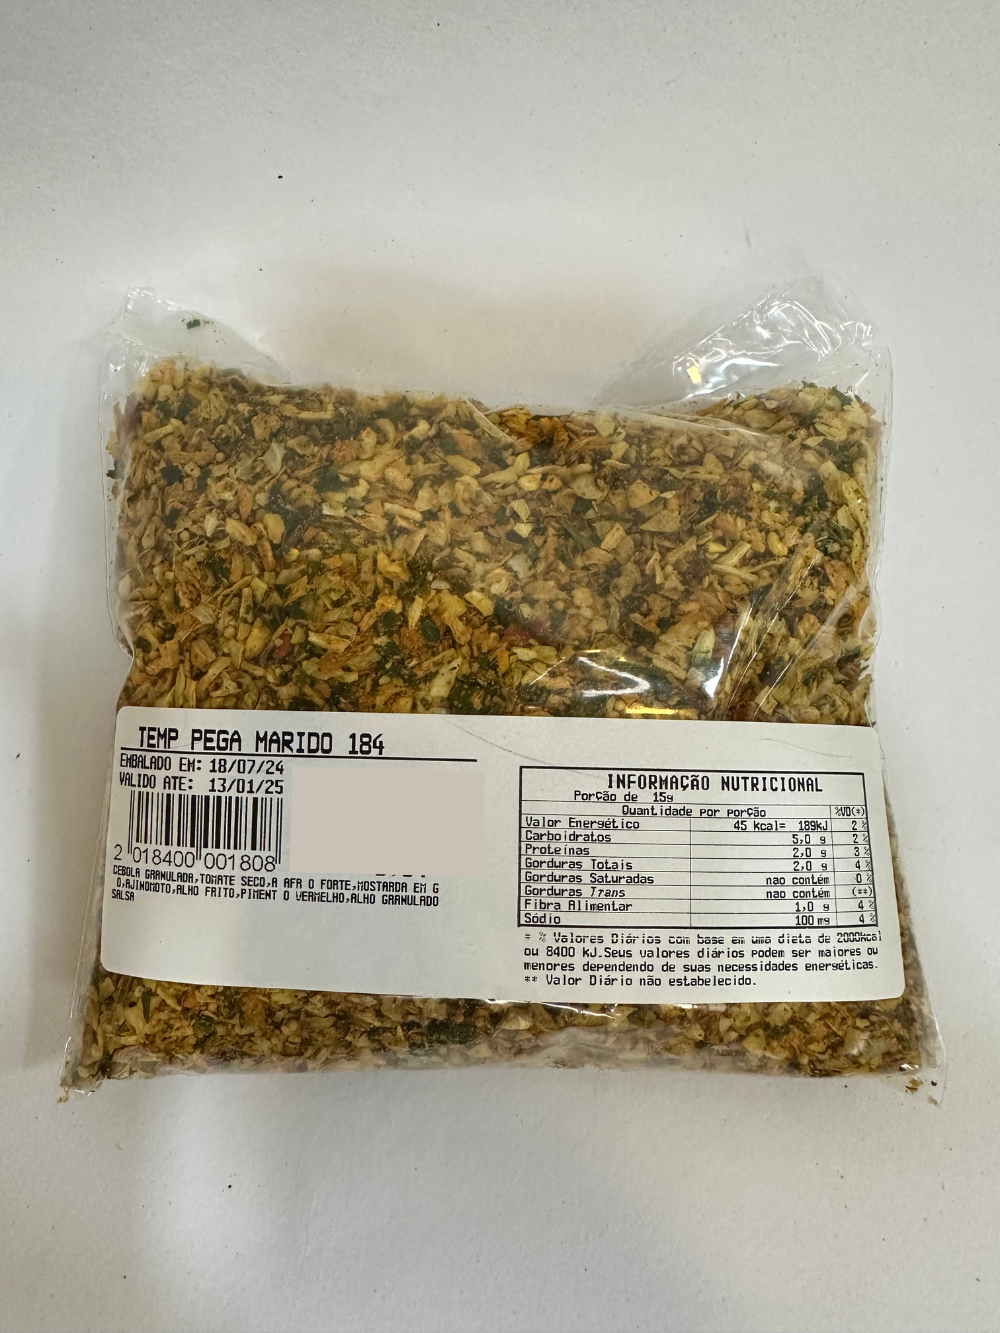 TEMP PEGA MARIDO 184
EMBALADO EM: 18/07/24
VALIDO ATE: 13/01/25
2 018400 001808
CEBOLA GRANULADA,TOMATE SECO,A AFR O FORTE,MOSTARDA EM G
O,AJINOMOTO,ALHO FRITO,PIMENT O VERMELHO,ALHO GRANULADO
SALSA
INFORMAÇÃO NUTRICIONAL
Porção de 15g
Quantidade por porção %VD(*)
Valor Energético 45 kcal= 189kJ 2%
Carboidratos 5,0 g 2%
Proteínas 2,0 g 3%
Gorduras Totais 2,0 g 4%
Gorduras Saturadas nao contém 0%
Gorduras Trans nao contém (**)
Fibra Alimentar 1,0 g 4%
Sódio 100 mg 4%
* % Valores Diários com base em uma dieta de 2000kcal
ou 8400 kJ.Seus valores diários podem ser maiores ou
menores dependendo de suas necessidades energéticas.
** Valor Diário não estabelecido.